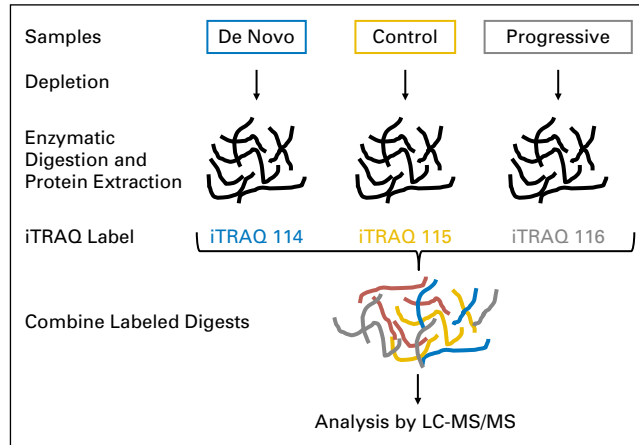 Samples De Novo Control Progressive
Depletion
Enzymatic
Digestion and
Protein Extraction
iTRAQ Label iTRAQ 114 iTRAQ 115 iTRAQ 116
Combine Labeled Digests
Analysis by LC-MS/MS